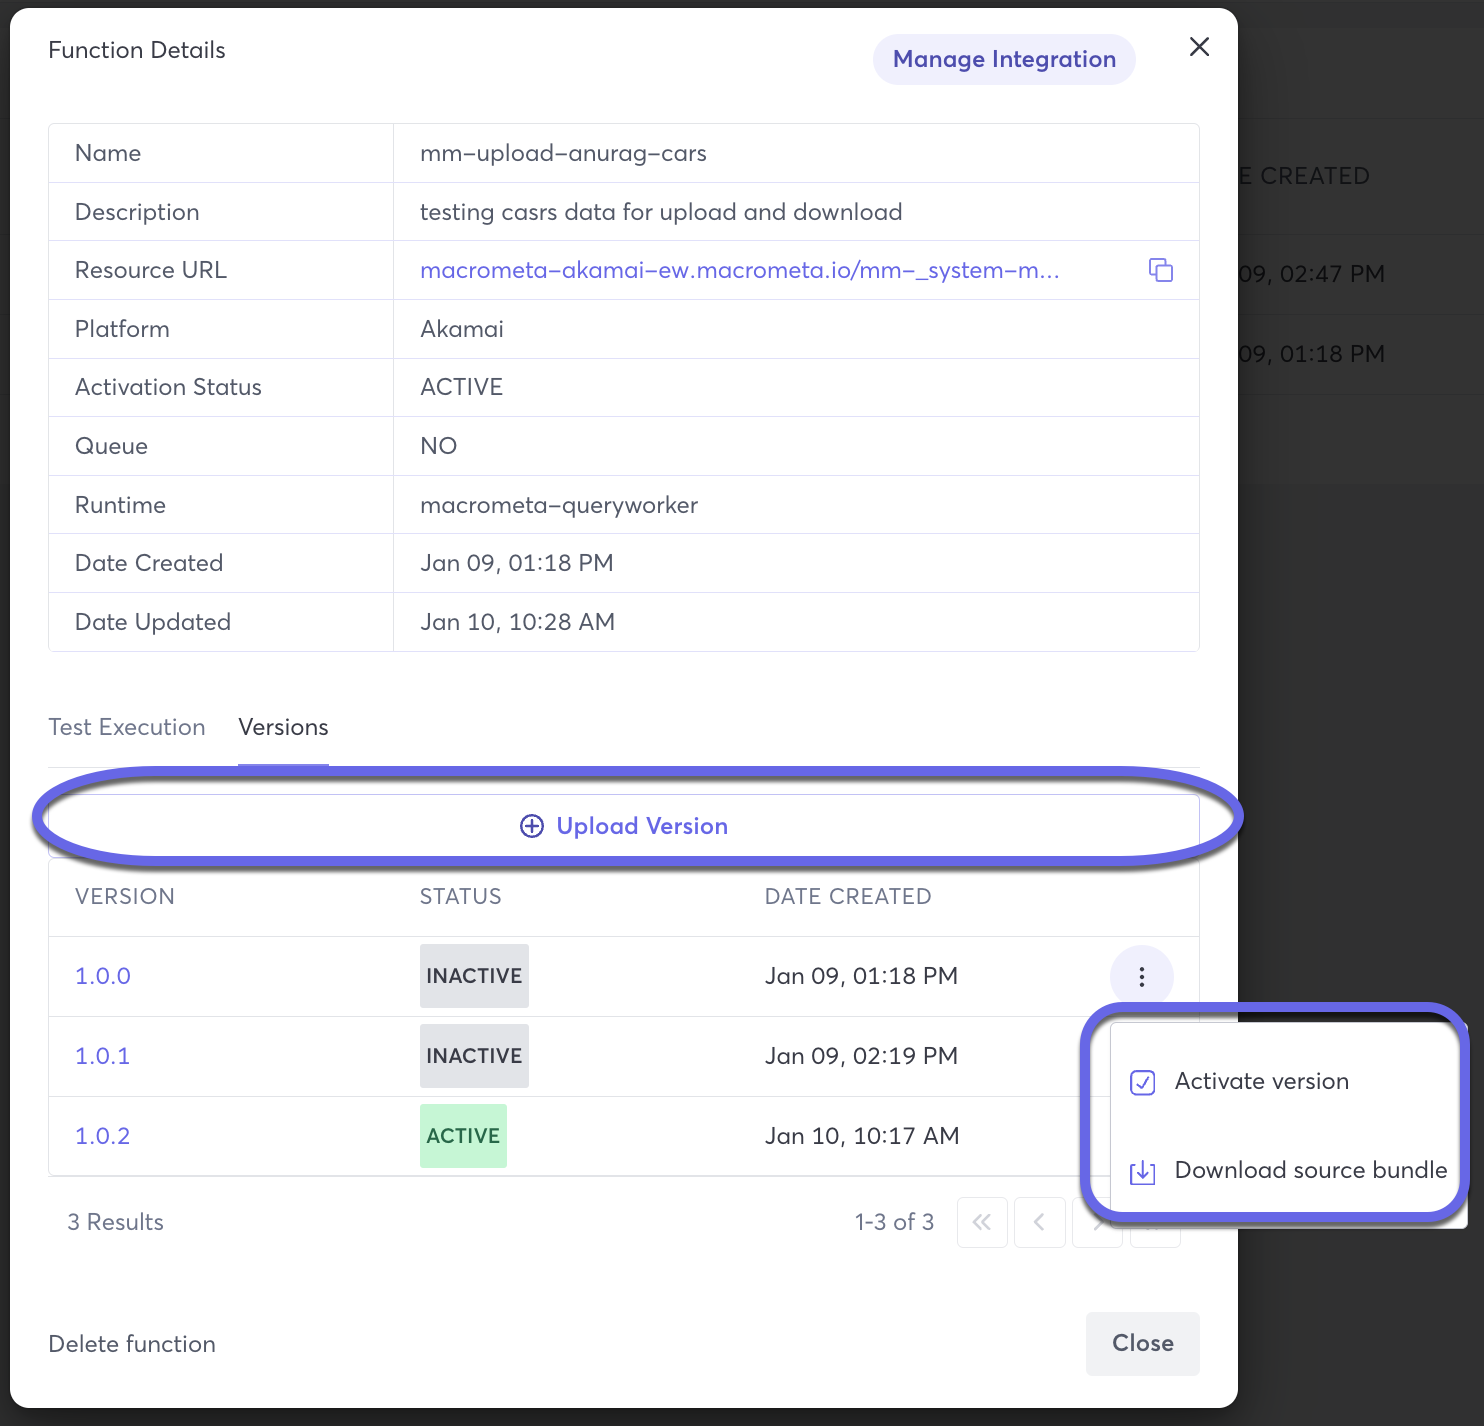 Function Details
Manage Integration
Name mm-upload-anurag-cars
Description testing casrs data for upload and download
Resource URL macrometa-akamai-ew.macrometa.io/mm-_system-m...
Platform Akamai
Activation Status ACTIVE
Queue NO
Runtime macrometa-queryworker
Date Created Jan 09, 01:18 PM
Date Updated Jan 10, 10:28 AM
E CREATED
09, 02:47 PM
09, 01:18 PM
Test Execution Versions
Upload Version
VERSION STATUS DATE CREATED
1.0.0 INACTIVE Jan 09, 01:18 PM
1.0.1 INACTIVE Jan 09, 02:19 PM
1.0.2 ACTIVE Jan 10, 10:17 AM
Activate version
Download source bundle
3 Results 1-3 of 3
Delete function
Close